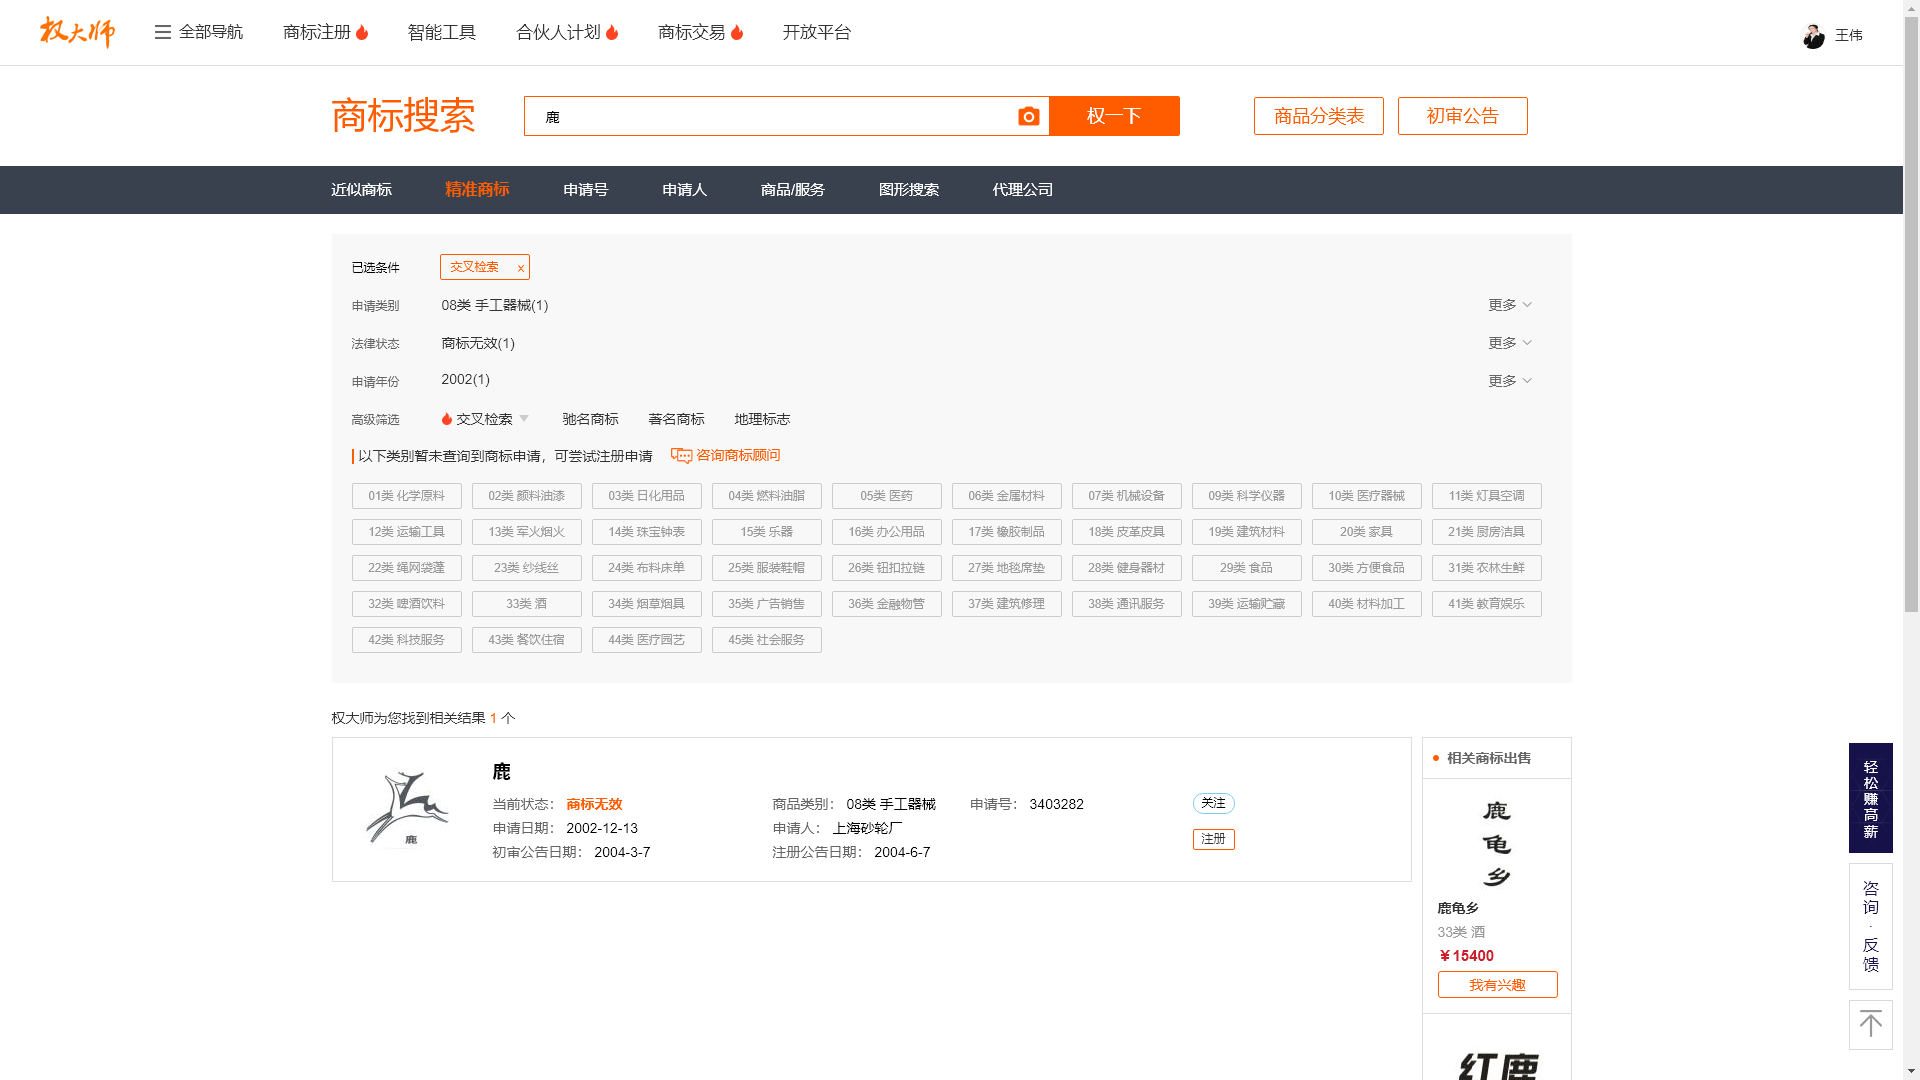 权大师 全部导航 商标注册 智能工具 合伙人计划 商标交易 开放平台 王伟
商标搜索 鹿 权一下 商品分类表 初审公告
近似商标 精准商标 申请号 申请人 商品/服务 图形搜索 代理公司
已选条件 交叉检索 x
申请类别 08类 手工器械(1) 更多
法律状态 商标无效(1) 更多
申请年份 2002(1) 更多
高级筛选 交叉检索 驰名商标 著名商标 地理标志
以下类别暂未查询到商标申请，可尝试注册申请 咨询商标顾问
01类 化学原料 02类 颜料油漆 03类 日化用品 04类 燃料油脂 05类 医药 06类 金属材料 07类 机械设备 09类 科学仪器 10类 医疗器械 11类 灯具空调
12类 运输工具 13类 军火烟火 14类 珠宝钟表 15类 乐器 16类 办公用品 17类 橡胶制品 18类 皮革皮具 19类 建筑材料 20类 家具 21类 厨房洁具
22类 绳网袋蓬 23类 纱线丝 24类 布料床单 25类 服装鞋帽 26类 钮扣拉链 27类 地毯席垫 28类 健身器材 29类 食品 30类 方便食品 31类 农林生鲜
32类 啤酒饮料 33类 酒 34类 烟草烟具 35类 广告销售 36类 金融物管 37类 建筑修理 38类 通讯服务 39类 运输贮藏 40类 材料加工 41类 教育娱乐
42类 科技服务 43类 餐饮住宿 44类 医疗园艺 45类 社会服务
权大师为您找到相关结果 1 个
鹿
鹿
当前状态： 商标无效 商品类别： 08类 手工器械 申请号： 3403282 关注
申请日期： 2002-12-13 申请人： 上海砂轮厂 注册
初审公告日期： 2004-3-7 注册公告日期： 2004-6-7
相关商标出售
鹿
龟
乡
鹿龟乡
33类 酒
￥15400
我有兴趣
红鹿
轻松赚高薪
咨询·反馈